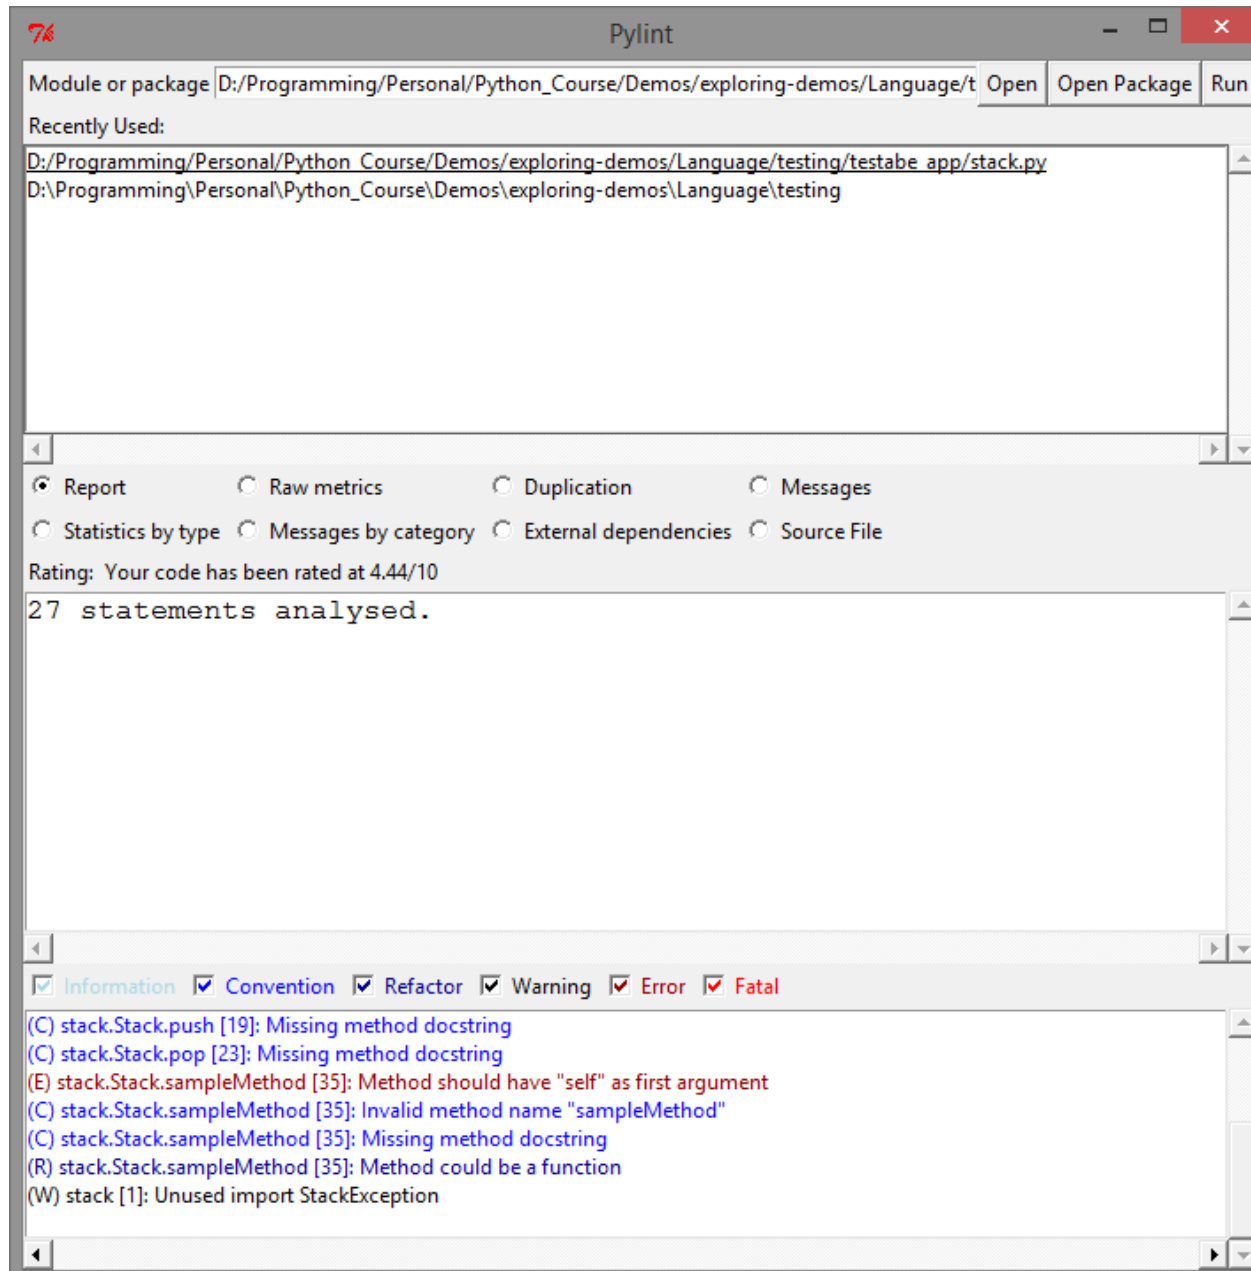 Pylint
Module or package D:/Programming/Personal/Python_Course/Demos/exploring-demos/Language/t Open Open Package Run
Recently Used:
D:/Programming/Personal/Python_Course/Demos/exploring-demos/Language/testing/testabe_app/stack.py
D:\Programming\Personal\Python_Course\Demos\exploring-demos\Language\testing
Report Raw metrics Duplication Messages
Statistics by type Messages by category External dependencies Source File
Rating: Your code has been rated at 4.44/10
27 statements analysed.
Information Convention Refactor Warning Error Fatal
(C) stack.Stack.push [19]: Missing method docstring
(C) stack.Stack.pop [23]: Missing method docstring
(E) stack.Stack.sampleMethod [35]: Method should have "self" as first argument
(C) stack.Stack.sampleMethod [35]: Invalid method name "sampleMethod"
(C) stack.Stack.sampleMethod [35]: Missing method docstring
(R) stack.Stack.sampleMethod [35]: Method could be a function
(W) stack [1]: Unused import StackException